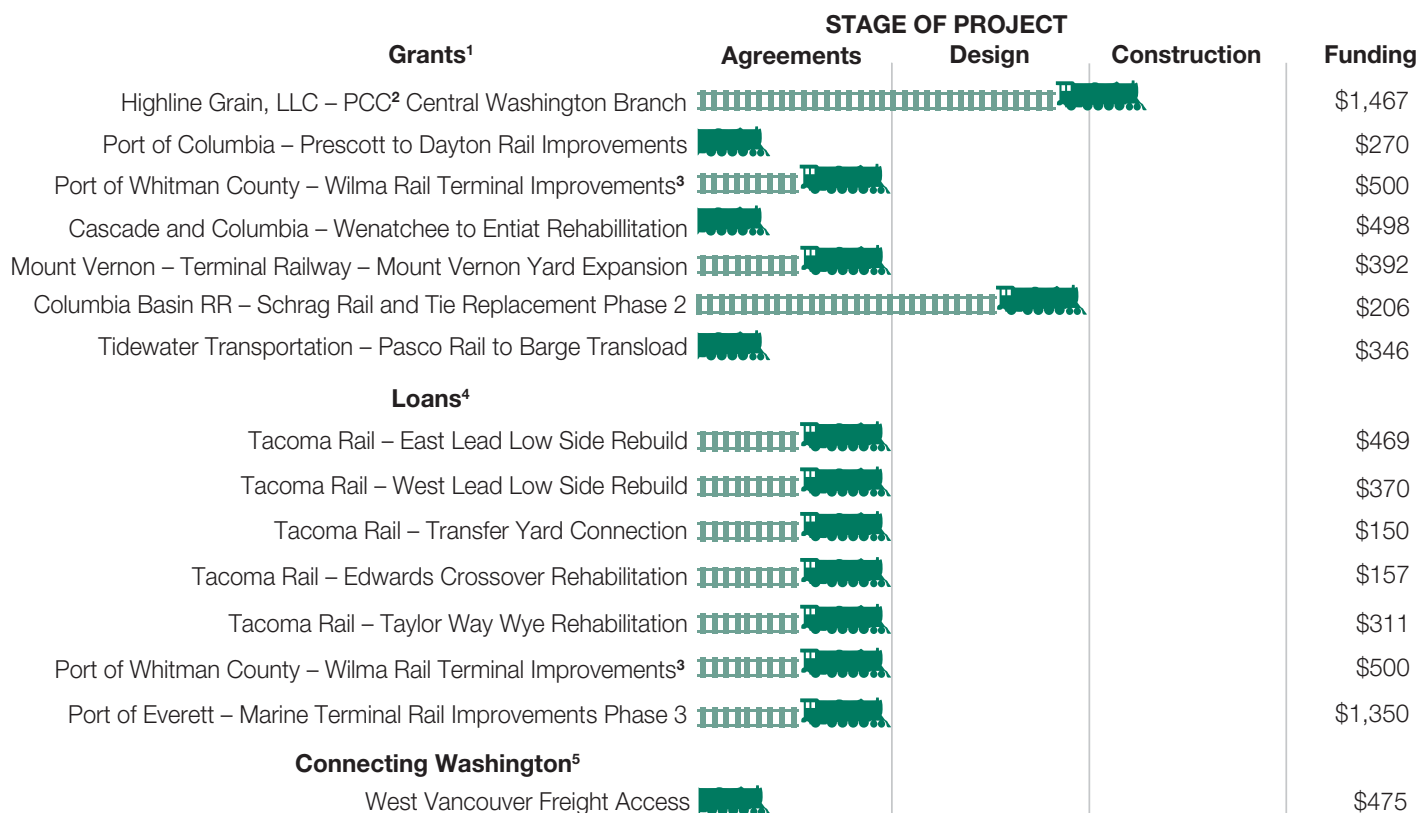 STAGE OF PROJECT
Grants¹ Agreements Design Construction Funding
Highline Grain, LLC – PCC² Central Washington Branch $1,467
Port of Columbia – Prescott to Dayton Rail Improvements $270
Port of Whitman County – Wilma Rail Terminal Improvements³ $500
Cascade and Columbia – Wenatchee to Entiat Rehabillitation $498
Mount Vernon – Terminal Railway – Mount Vernon Yard Expansion $392
Columbia Basin RR – Schrag Rail and Tie Replacement Phase 2 $206
Tidewater Transportation – Pasco Rail to Barge Transload $346
Loans⁴
Tacoma Rail – East Lead Low Side Rebuild $469
Tacoma Rail – West Lead Low Side Rebuild $370
Tacoma Rail – Transfer Yard Connection $150
Tacoma Rail – Edwards Crossover Rehabilitation $157
Tacoma Rail – Taylor Way Wye Rehabilitation $311
Port of Whitman County – Wilma Rail Terminal Improvements³ $500
Port of Everett – Marine Terminal Rail Improvements Phase 3 $1,350
Connecting Washington⁵
West Vancouver Freight Access $475